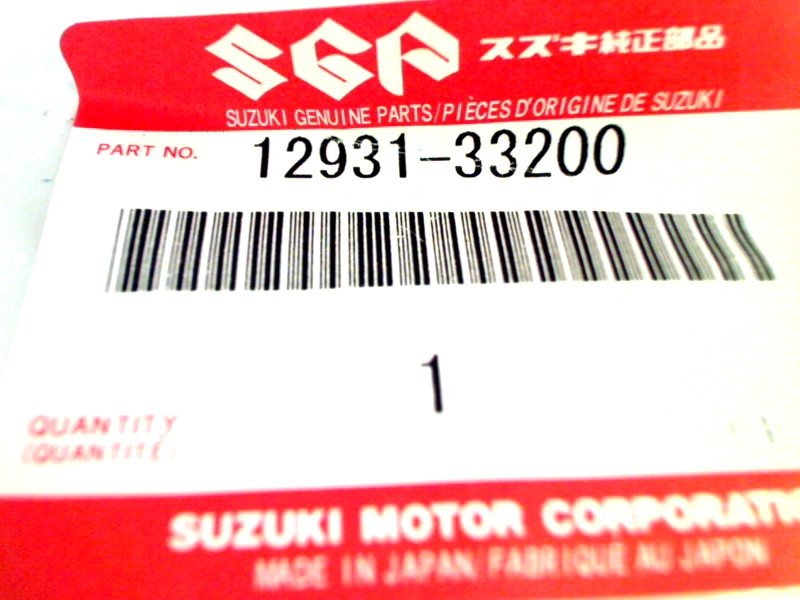 SGP スズキ純正部品
SUZUKI GENUINE PARTS/PIÈCES D'ORIGINE DE SUZUKI
PART NO. 12931-33200
1
QUANTITY
(QUANTITÉ)
SUZUKI MOTOR CORPORATI
MADE IN JAPAN/FABRIQUE AU JAPON